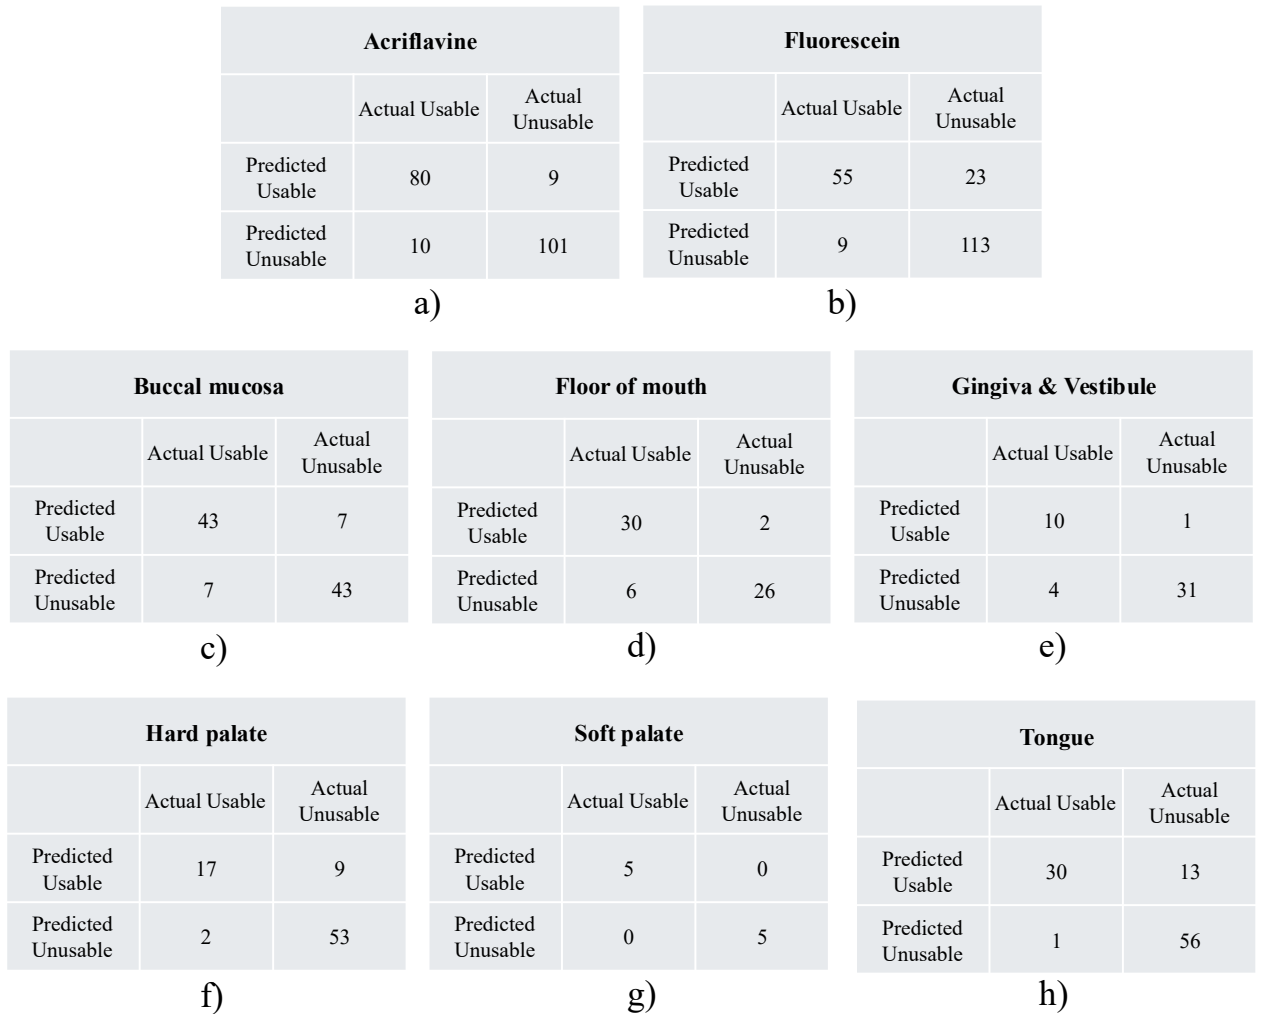 Acriflavine
Actual Usable
Actual
Unusable
Predicted
Usable
80
9
Predicted
Unusable
10
101
a)
Fluorescein
Actual Usable
Actual
Unusable
Predicted
Usable
55
23
Predicted
Unusable
9
113
b)
Buccal mucosa
Actual Usable
Actual
Unusable
Predicted
Usable
43
7
Predicted
Unusable
7
43
c)
Floor of mouth
Actual Usable
Actual
Unusable
Predicted
Usable
30
2
Predicted
Unusable
6
26
d)
Gingiva & Vestibule
Actual Usable
Actual
Unusable
Predicted
Usable
10
1
Predicted
Unusable
4
31
e)
Hard palate
Actual Usable
Actual
Unusable
Predicted
Usable
17
9
Predicted
Unusable
2
53
f)
Soft palate
Actual Usable
Actual
Unusable
Predicted
Usable
5
0
Predicted
Unusable
0
5
g)
Tongue
Actual Usable
Actual
Unusable
Predicted
Usable
30
13
Predicted
Unusable
1
56
h)